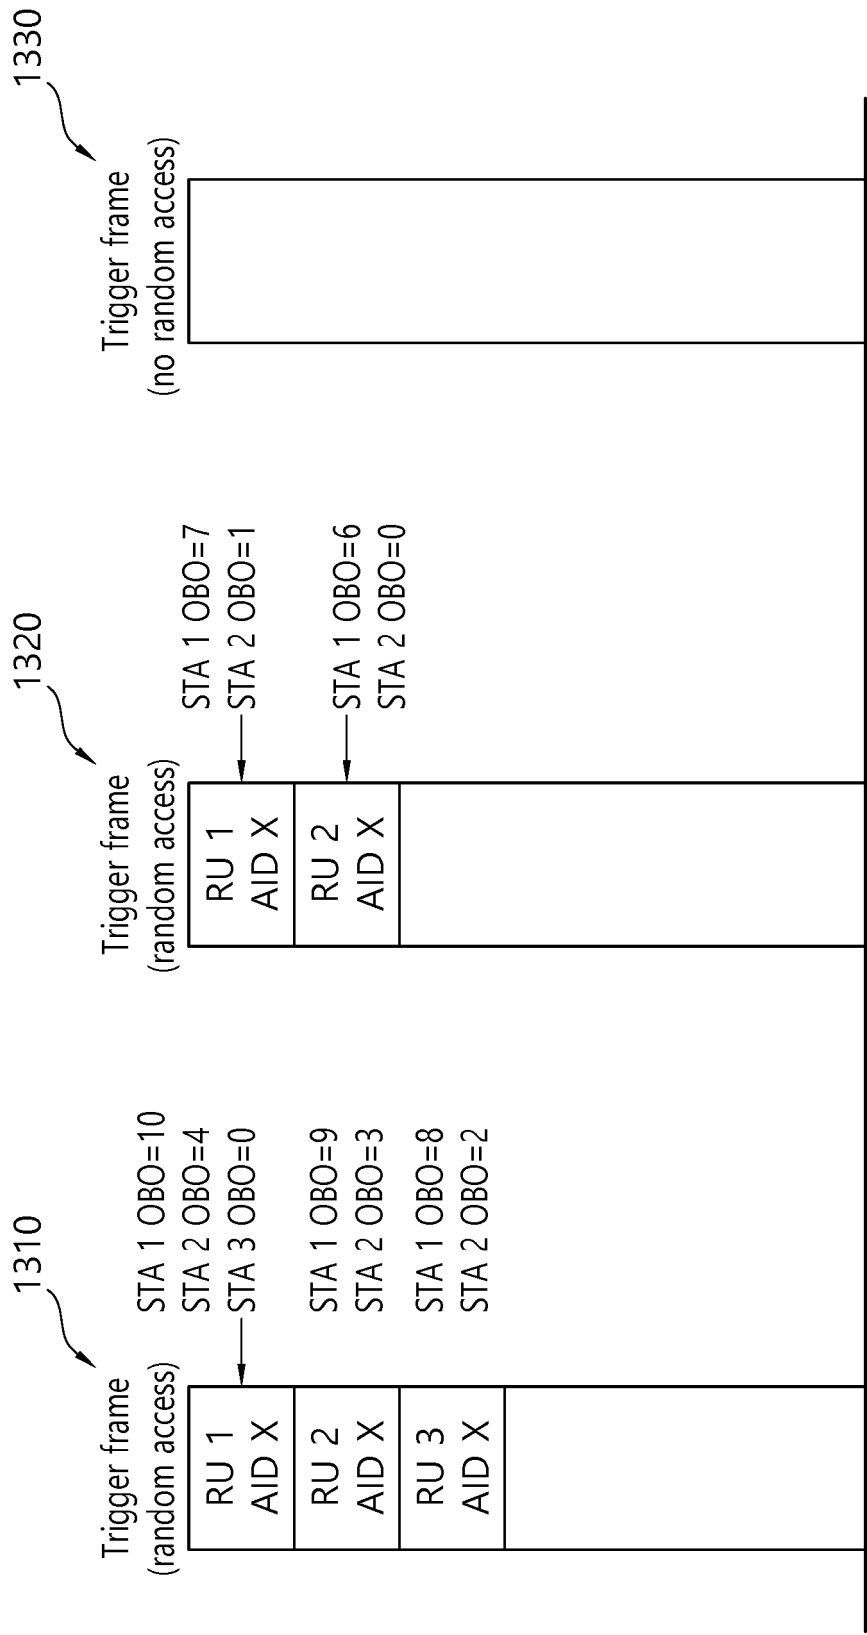 1310
Trigger frame
(random access)
RU 1
AID X
RU 2
AID X
RU 3
AID X
STA 1 OBO=10
STA 2 OBO=4
STA 3 OBO=0
STA 1 OBO=9
STA 2 OBO=3
STA 1 OBO=8
STA 2 OBO=2
1320
Trigger frame
(random access)
RU 1
AID X
RU 2
AID X
STA 1 OBO=7
STA 2 OBO=1
STA 1 OBO=6
STA 2 OBO=0
1330
Trigger frame
(no random access)